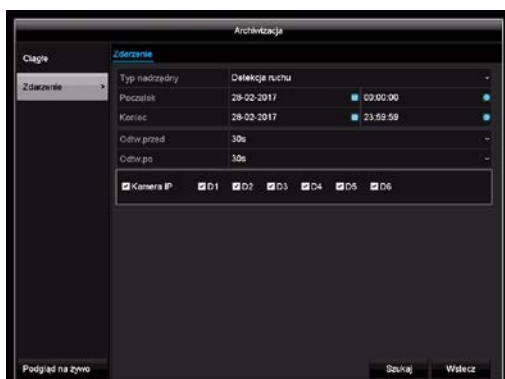 Archiwizacja
Ciągłe
Zdarzenie
Zdarzenie
Typ nadrzędny Detekcja ruchu
Początek 28-02-2017 00:00:00
Koniec 28-02-2017 23:59:59
Odtw.przed 30s
Odtw.po 30s
Kamera IP D1 D2 D3 D4 D5 D6
Podgląd na żywo Szukaj Wstecz